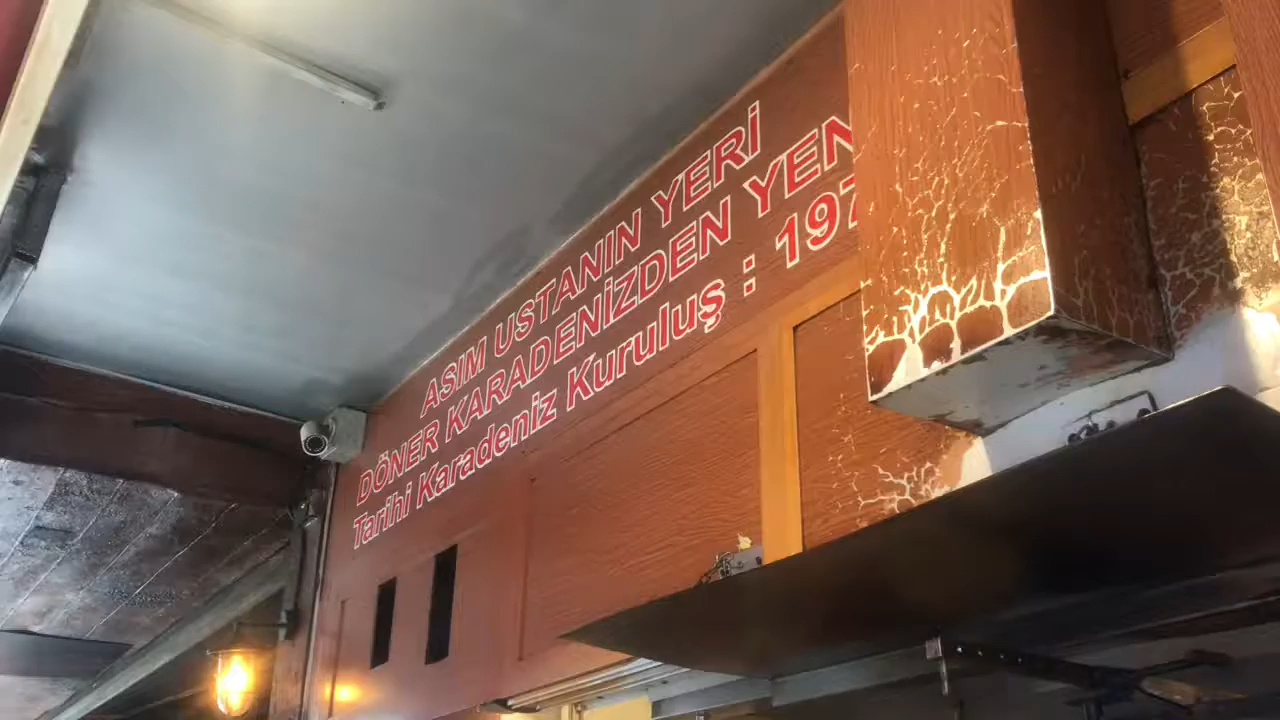 ASIM USTANIN YERİ
DÖNER KARADENİZDEN YEN
Tarihi Karadeniz Kuruluş : 197